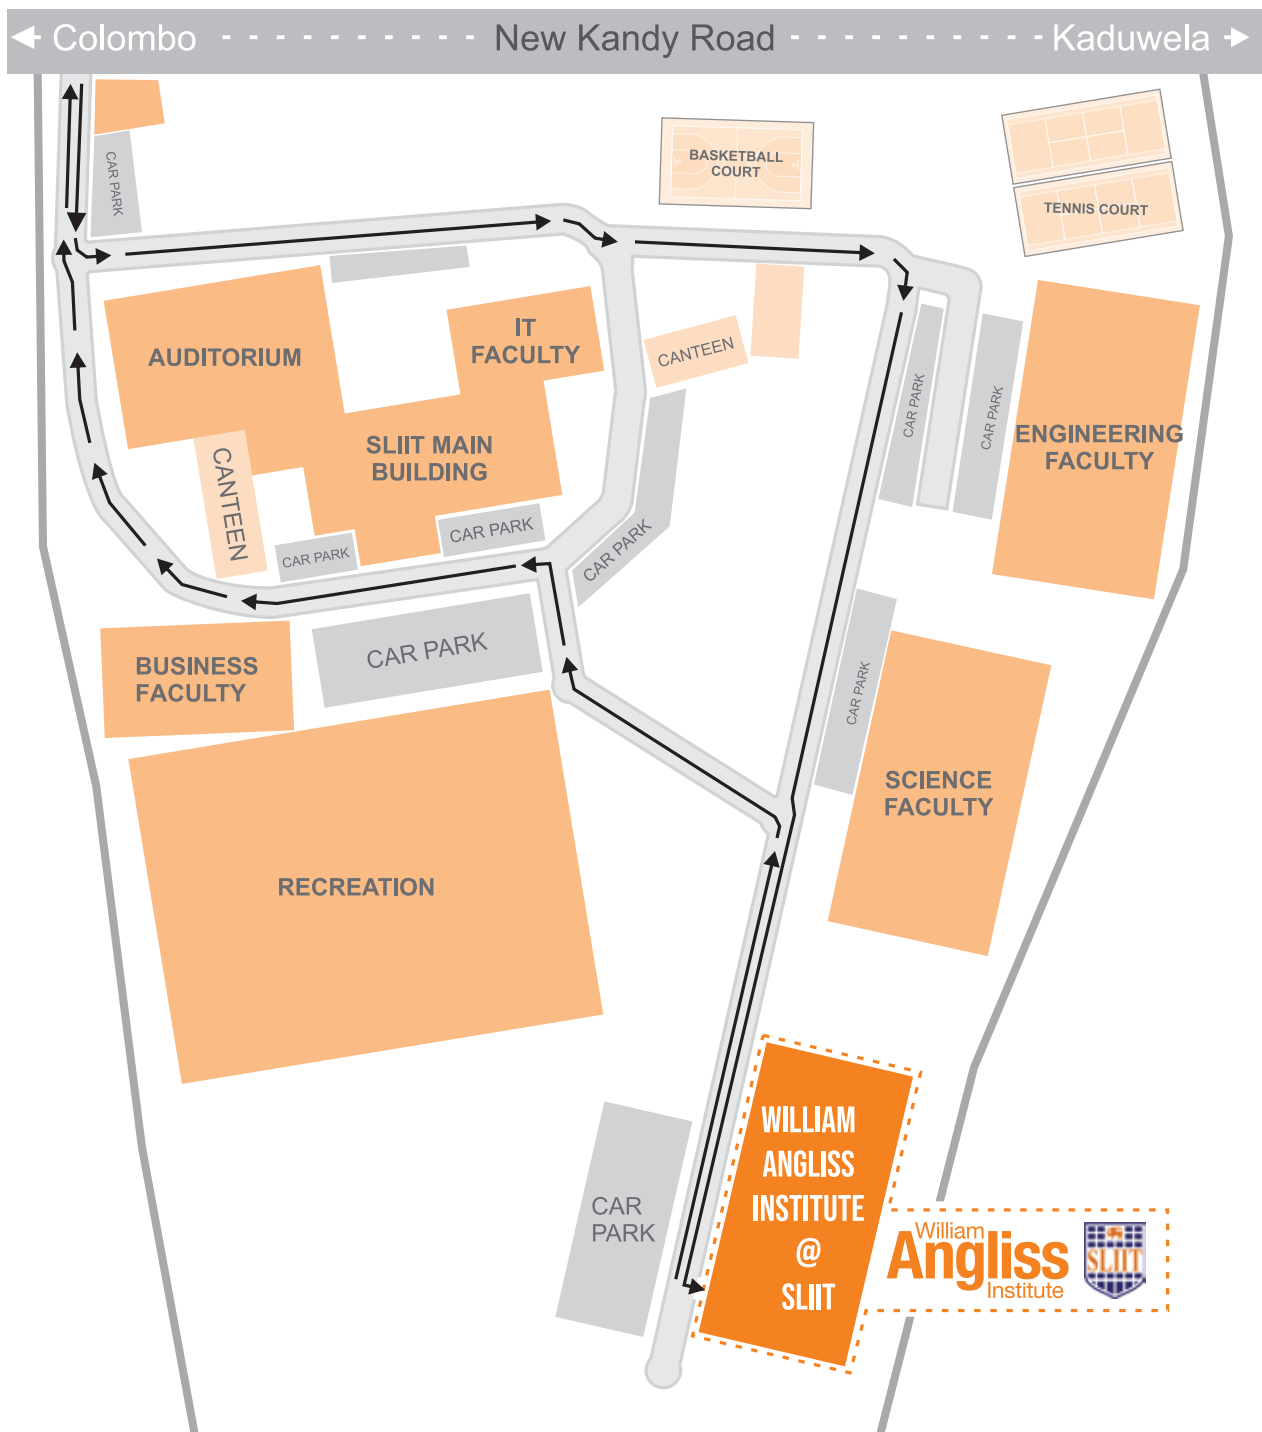 Colombo
New Kandy Road
Kaduwela
CAR PARK
BASKETBALL
COURT
TENNIS COURT
AUDITORIUM
IT
FACULTY
CANTEEN
CAR PARK
CAR PARK
ENGINEERING
FACULTY
SLIIT MAIN
BUILDING
CANTEEN
CAR PARK
CAR PARK
CAR PARK
BUSINESS
FACULTY
CAR PARK
CAR PARK
SCIENCE
FACULTY
RECREATION
WILLIAM
ANGLISS
INSTITUTE
@
SLIIT
CAR
PARK
William
Angliss
Institute
SLIIT